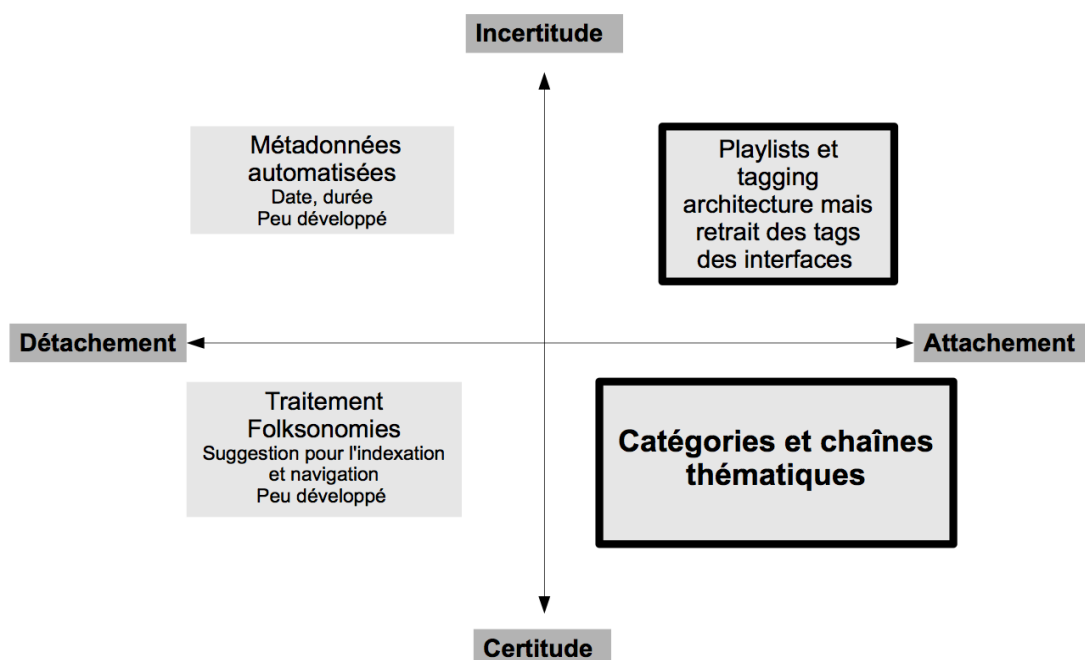 Incertitude
Métadonnées
automatisées
Date, durée
Peu développé
Playlists et
tagging
architecture mais
retrait des tags
des interfaces
Détachement
Attachement
Traitement
Folksonomies
Suggestion pour l'indexation
et navigation
Peu développé
Catégories et chaînes
thématiques
Certitude